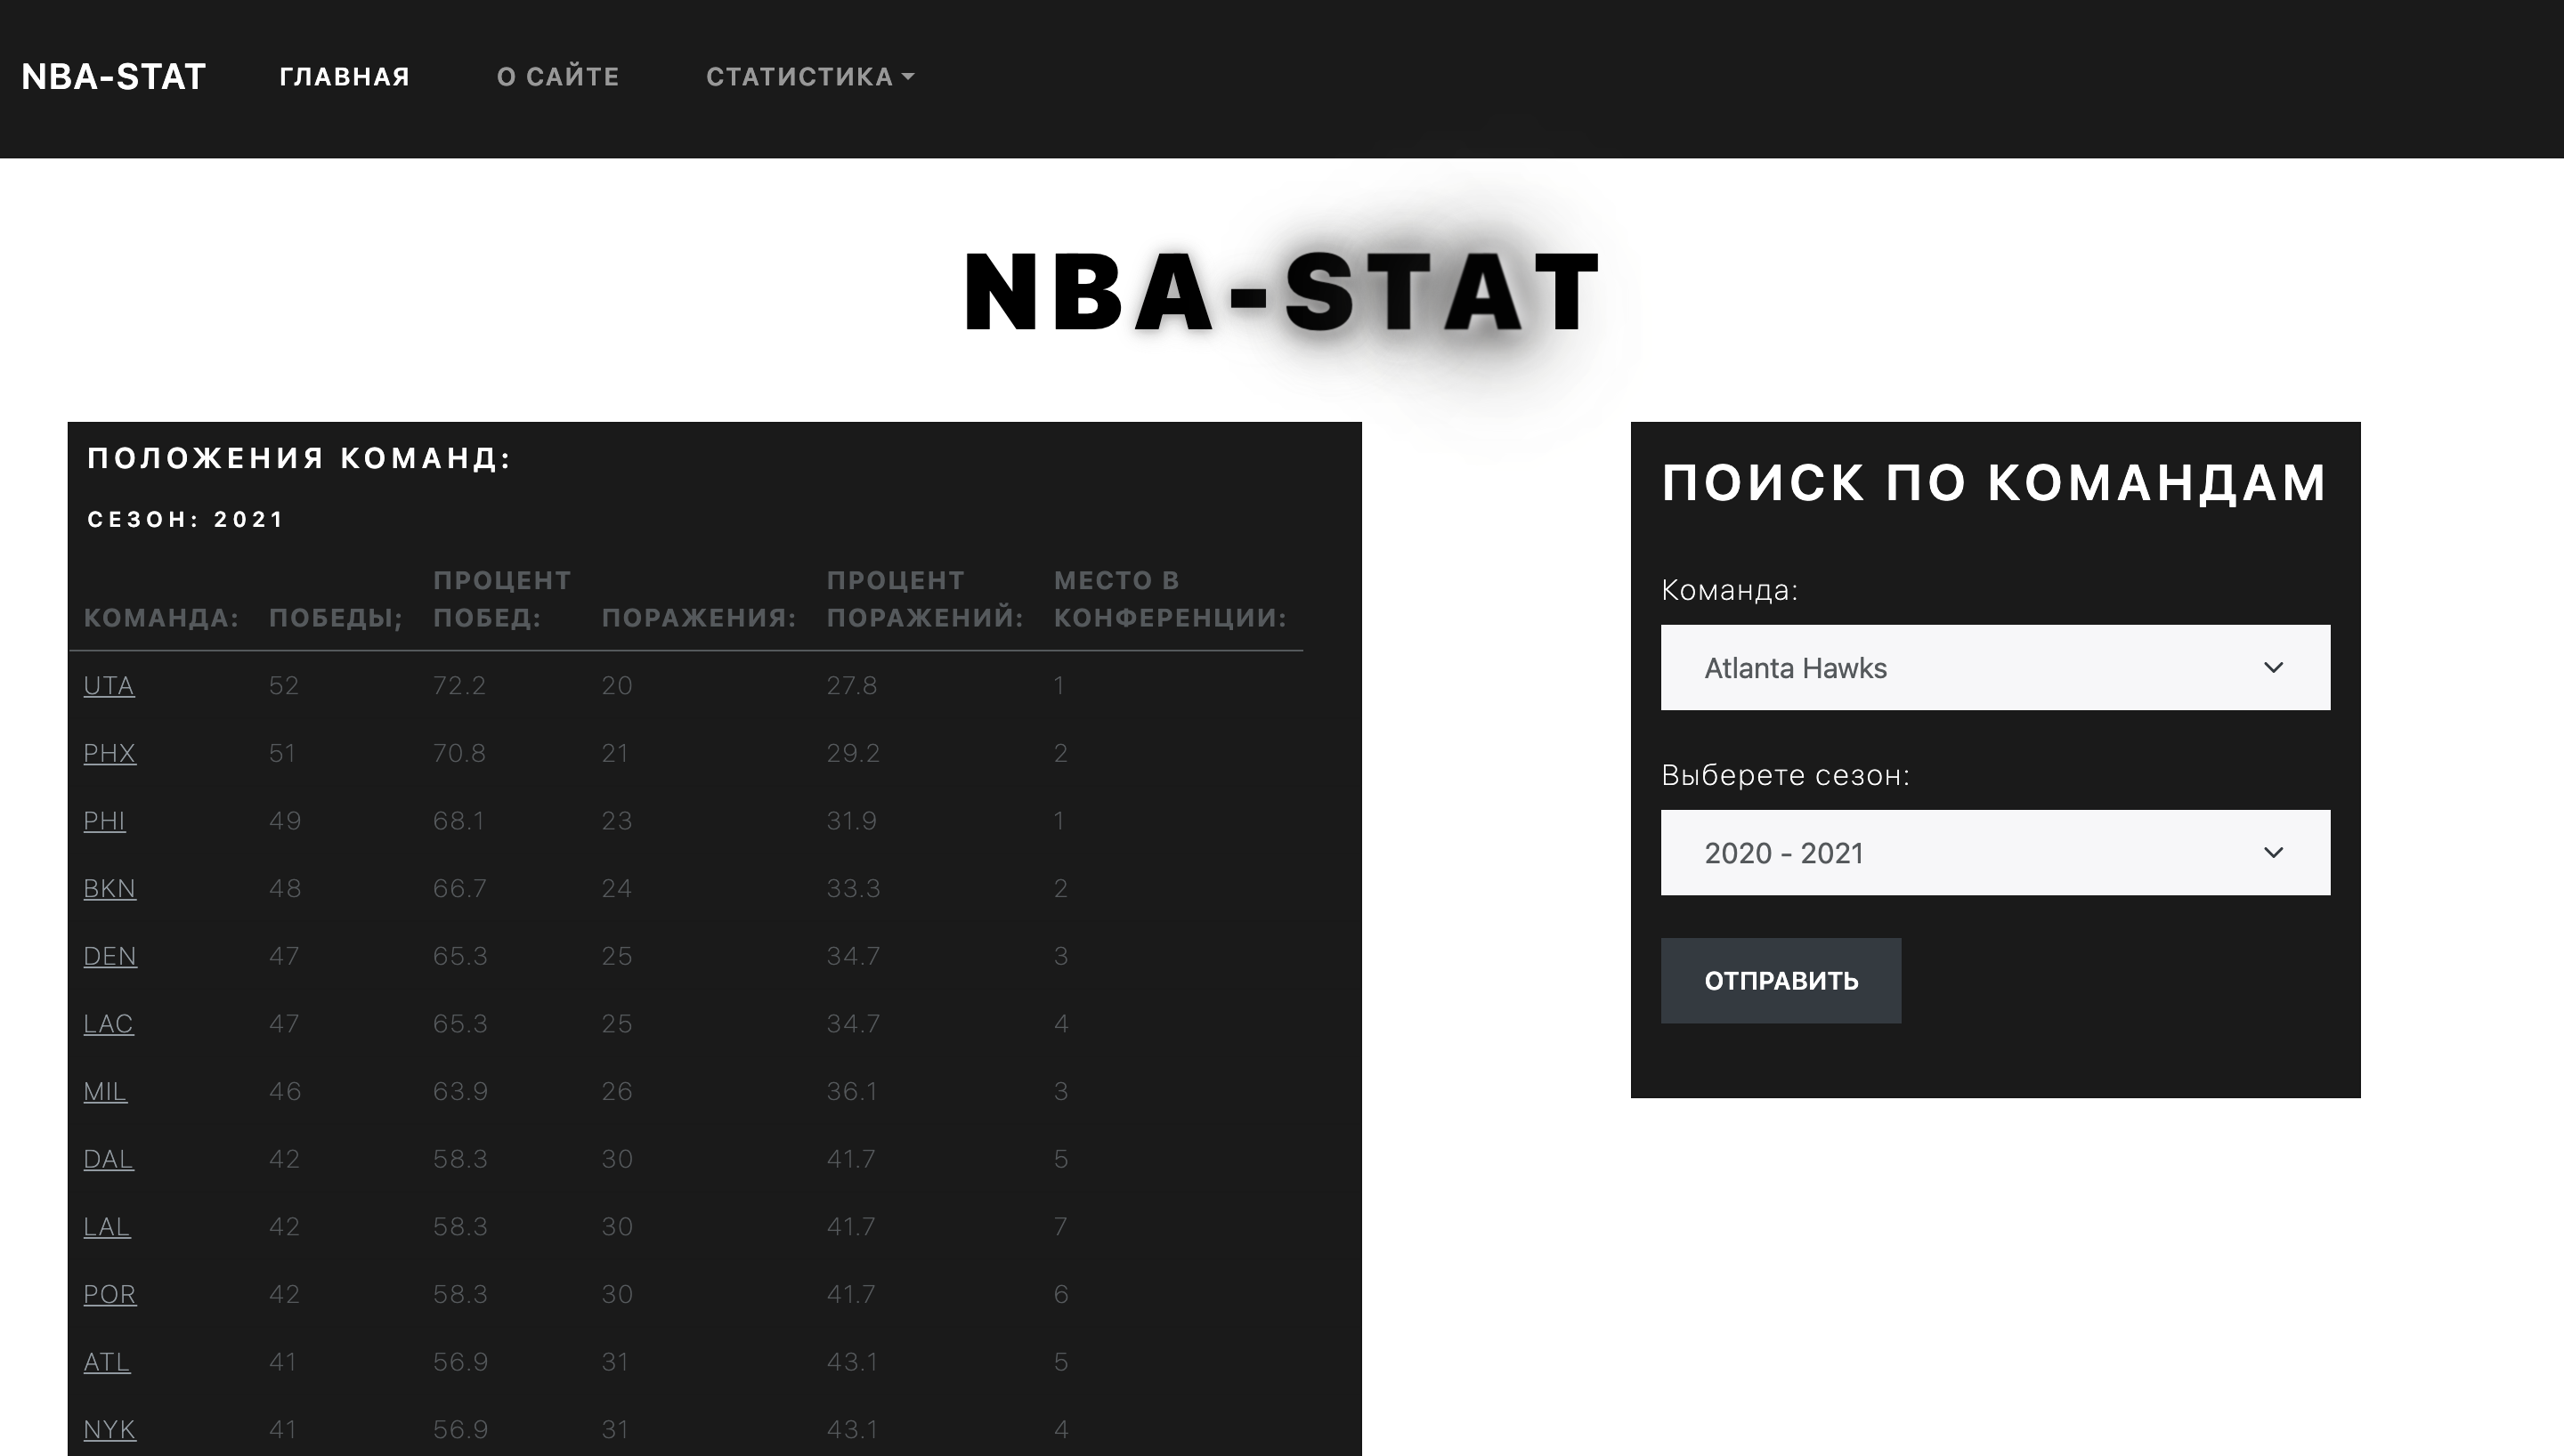 NBA-STAT ГЛАВНАЯ О САЙТЕ СТАТИСТИКА
NBA-STAT
ПОЛОЖЕНИЯ КОМАНД:
СЕЗОН: 2021
КОМАНДА: ПОБЕДЫ; ПРОЦЕНТ ПОБЕД: ПОРАЖЕНИЯ: ПРОЦЕНТ ПОРАЖЕНИЙ: МЕСТО В КОНФЕРЕНЦИИ:
UTA 52 72.2 20 27.8 1
PHX 51 70.8 21 29.2 2
PHI 49 68.1 23 31.9 1
BKN 48 66.7 24 33.3 2
DEN 47 65.3 25 34.7 3
LAC 47 65.3 25 34.7 4
MIL 46 63.9 26 36.1 3
DAL 42 58.3 30 41.7 5
LAL 42 58.3 30 41.7 7
POR 42 58.3 30 41.7 6
ATL 41 56.9 31 43.1 5
NYK 41 56.9 31 43.1 4
ПОИСК ПО КОМАНДАМ
Команда:
Atlanta Hawks
Выберете сезон:
2020 - 2021
ОТПРАВИТЬ